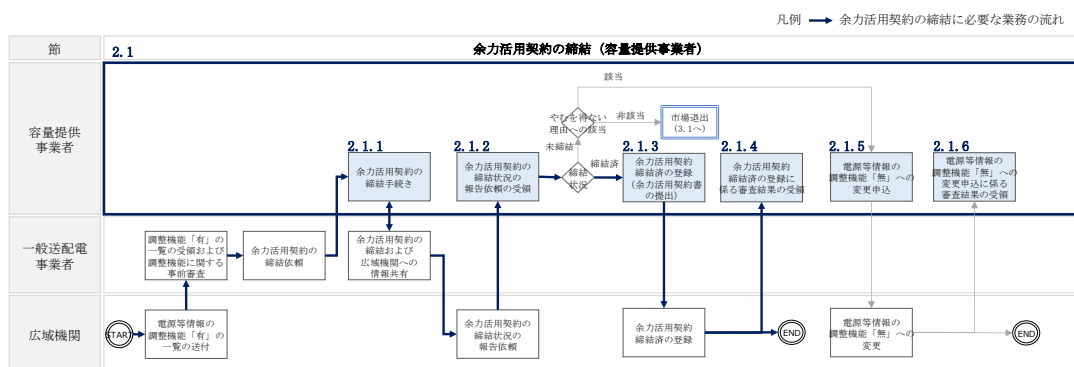 凡例 余力活用契約の締結に必要な業務の流れ
節
2.1
余力活用契約の締結（容量提供事業者）
容量提供
事業者
該当
やむを得ない
理由への該当
非該当
市場退出
(3.1へ)
未締結
締結
状況
締結済
2.1.1
余力活用契約の
締結手続き
2.1.2
余力活用契約の
締結状況の
報告依頼の受領
2.1.3
余力活用契約
締結済の登録
(余力活用契約書
の提出)
2.1.4
余力活用契約
締結済の登録に
係る審査結果の受領
2.1.5
電源等情報の
調整機能「無」への
変更申込
2.1.6
電源等情報の
調整機能「無」への
変更申込に係る
審査結果の受領
一般送配電
事業者
調整機能「有」の
一覧の受領および
調整機能に関する
事前審査
余力活用契約の
締結依頼
余力活用契約の
締結および
広域機関への
情報共有
広域機関
START
電源等情報の
調整機能「有」の
一覧の送付
余力活用契約の
締結状況の
報告依頼
余力活用契約
締結済の登録
END
電源等情報の
調整機能「無」への
変更
END